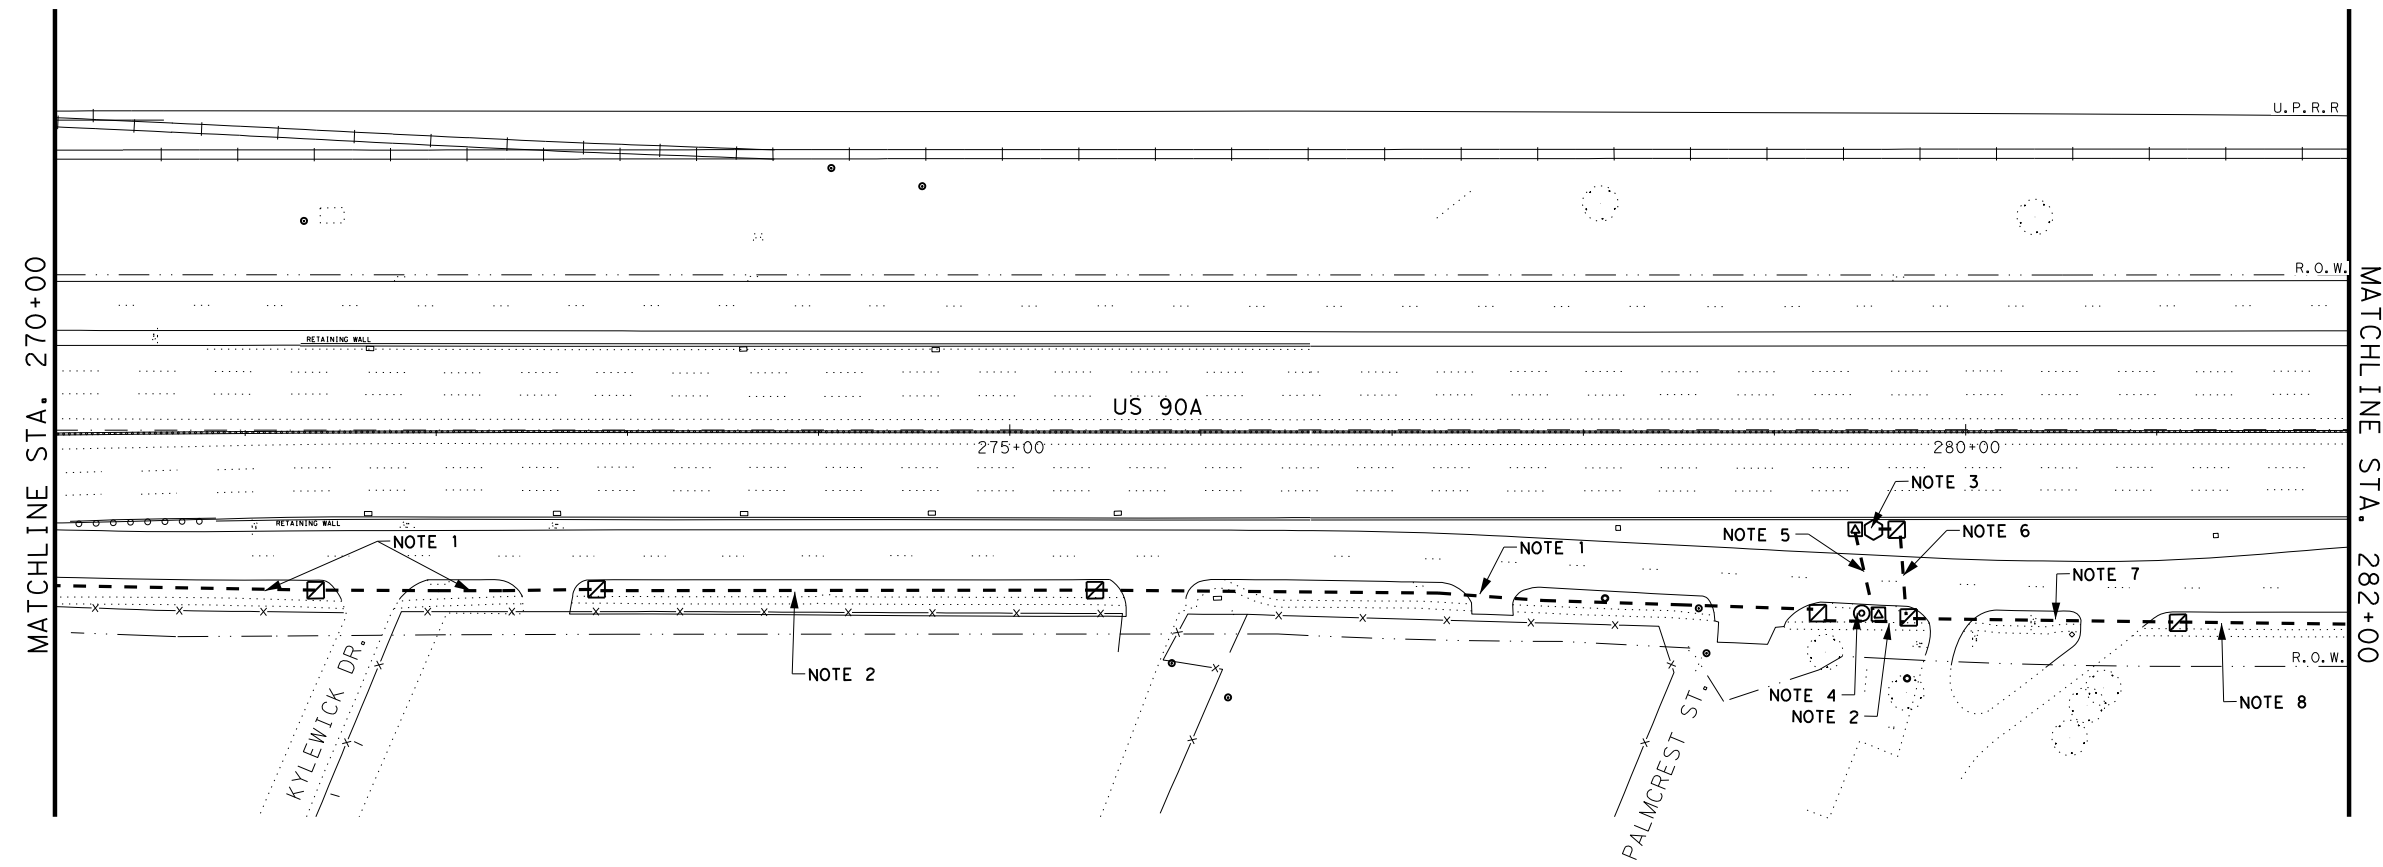 U.P.R.R
R.O.W.
MATCHLINE STA. 270+00
MATCHLINE STA. 282+00
RETAINING WALL
US 90A
275+00
280+00
NOTE 3
RETAINING WALL
NOTE 5
NOTE 6
NOTE 1
NOTE 1
NOTE 7
NOTE 2
R.O.W.
NOTE 4
NOTE 8
NOTE 2
KYLEWICK DR.
PALMCREST ST.